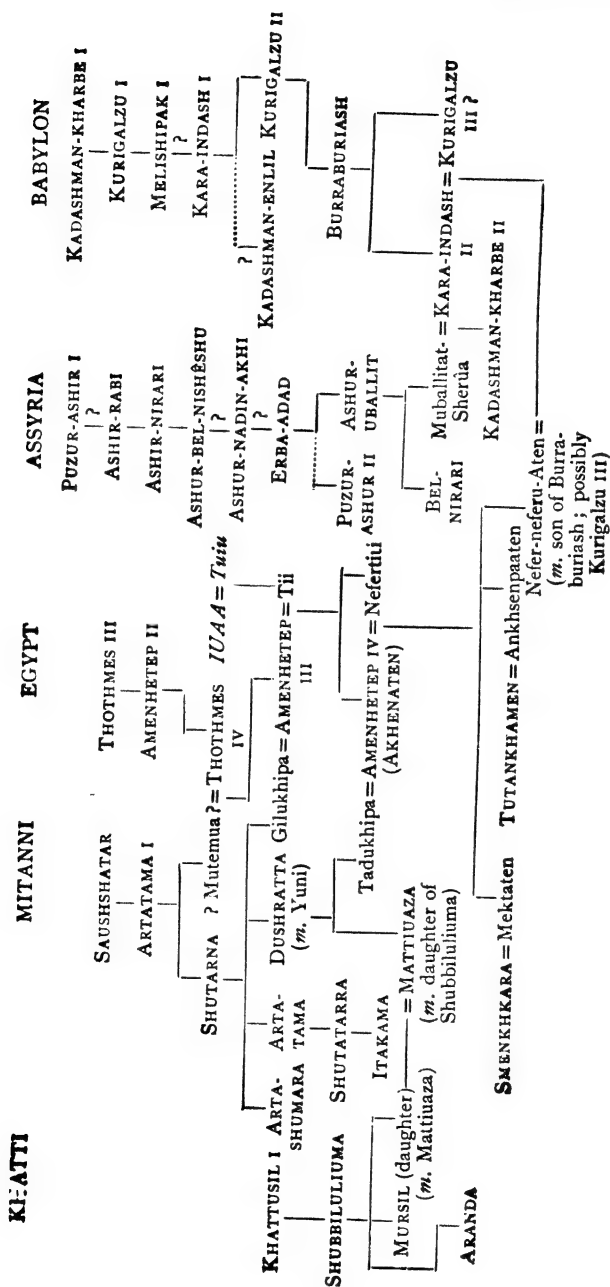 KHATTI
KHATTUSIL I
SHUBBILULIUMA
MURSIL (daughter)
(m. Mattiuaza)
ARANDA
MITANNI
SAUSHSHATAR
ARTATAMA I
SHUTARNA ? Mutemua? = THOTHMES
IV
ARTA-
SHUMARA
ARTA-
TAMA
DUSHRATTA
(m. Yuni)
Gilukhipa = AMENHETEP = Tii
III
SHUTATARRA
ITAKAMA
= MATTIUAZA
(m. daughter of
Shubbiluliuma)
Tadukhipa = AMENHETEP IV = Nefertiti
(AKHENATEN)
EGYPT
THOTHMES III
AMENHETEP II
IUAA = Tuiu
SMENKHKARA = Mektaten
TUTANKHAMEN = Ankhsenpaaten
Nefer-neferu-Aten =
(m. son of Burra-
buriash ; possibly
Kurigalzu III)
ASSYRIA
PUZUR-ASHIR I
?
ASHIR-RABI
ASHIR-NIRARI
ASHUR-BEL-NISHÊSHU
?
ASHUR-NADIN-AKHI
?
ERBA-ADAD
PUZUR-
ASHUR II
ASHUR-
UBALLIT
BEL-
NIRARI
Muballitat- = KARA-INDASH = KURIGALZU
Sherûa
II
III ?
KADASHMAN-KHARBE II
BABYLON
KADASHMAN-KHARBE I
KURIGALZU I
MELISHIPAK I
?
KARA-INDASH I
?
KADASHMAN-ENLIL KURIGALZU II
BURRABURIASH